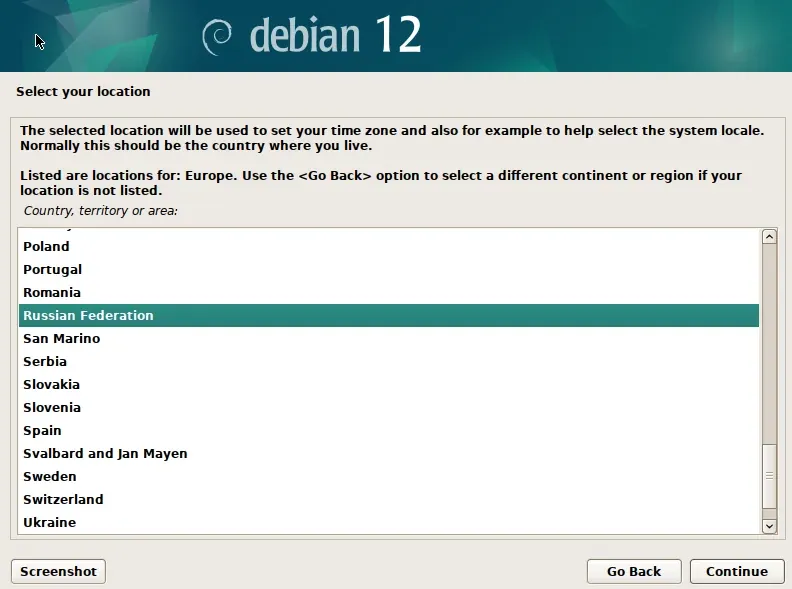 debian 12
Select your location
The selected location will be used to set your time zone and also for example to help select the system locale.
Normally this should be the country where you live.
Listed are locations for: Europe. Use the <Go Back> option to select a different continent or region if your
location is not listed.
Country, territory or area:
Poland
Portugal
Romania
Russian Federation
San Marino
Serbia
Slovakia
Slovenia
Spain
Svalbard and Jan Mayen
Sweden
Switzerland
Ukraine
Screenshot
Go Back
Continue